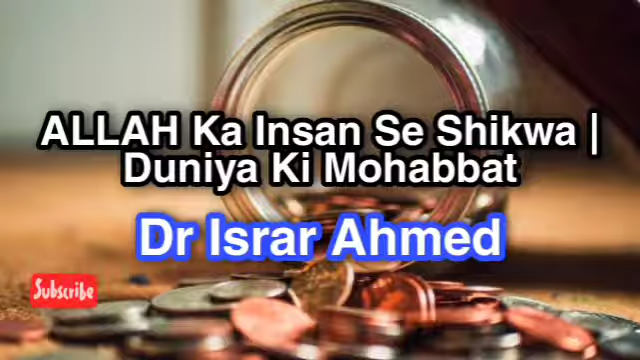 ALLAH Ka Insan Se Shikwa |
Duniya Ki Mohabbat
Dr Israr Ahmed
Subscribe